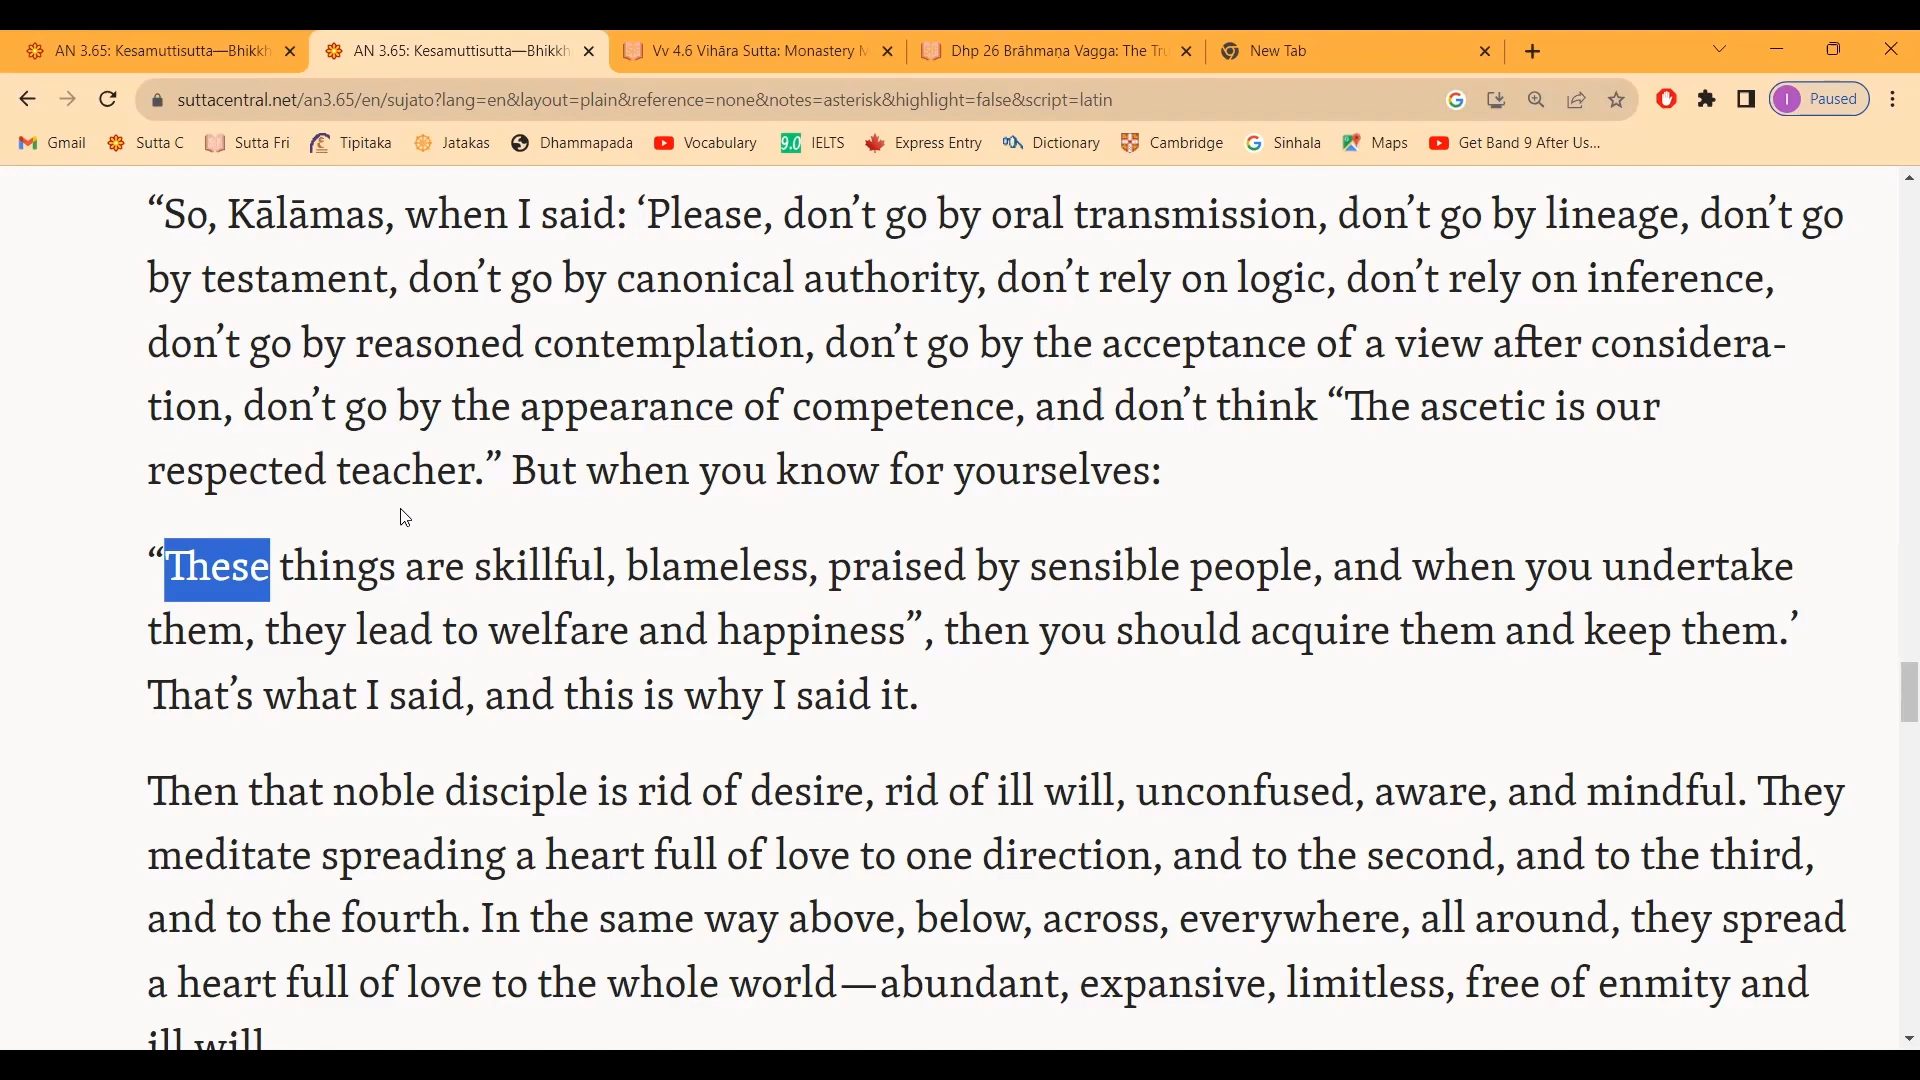 AN 3.65: Kesamuttisutta—Bhikkh
AN 3.65: Kesamuttisutta—Bhikkh
Vv 4.6 Vihāra Sutta: Monastery M
Dhp 26 Brāhmaṇa Vagga: The Tru
New Tab
suttacentral.net/an3.65/en/sujato?lang=en&layout=plain&reference=none&notes=asterisk&highlight=false&script=latin
I Paused
Gmail
Sutta C
Sutta Fri
Tipitaka
Jatakas
Dhammapada
Vocabulary
9.0 IELTS
Express Entry
Dictionary
Cambridge
Sinhala
Maps
Get Band 9 After Us...
“So, Kālāmas, when I said: ‘Please, don’t go by oral transmission, don’t go by lineage, don’t go
by testament, don’t go by canonical authority, don’t rely on logic, don’t rely on inference,
don’t go by reasoned contemplation, don’t go by the acceptance of a view after considera-
tion, don’t go by the appearance of competence, and don’t think “The ascetic is our
respected teacher.” But when you know for yourselves:
“These things are skillful, blameless, praised by sensible people, and when you undertake
them, they lead to welfare and happiness”, then you should acquire them and keep them.’
That’s what I said, and this is why I said it.
Then that noble disciple is rid of desire, rid of ill will, unconfused, aware, and mindful. They
meditate spreading a heart full of love to one direction, and to the second, and to the third,
and to the fourth. In the same way above, below, across, everywhere, all around, they spread
a heart full of love to the whole world—abundant, expansive, limitless, free of enmity and
ill will